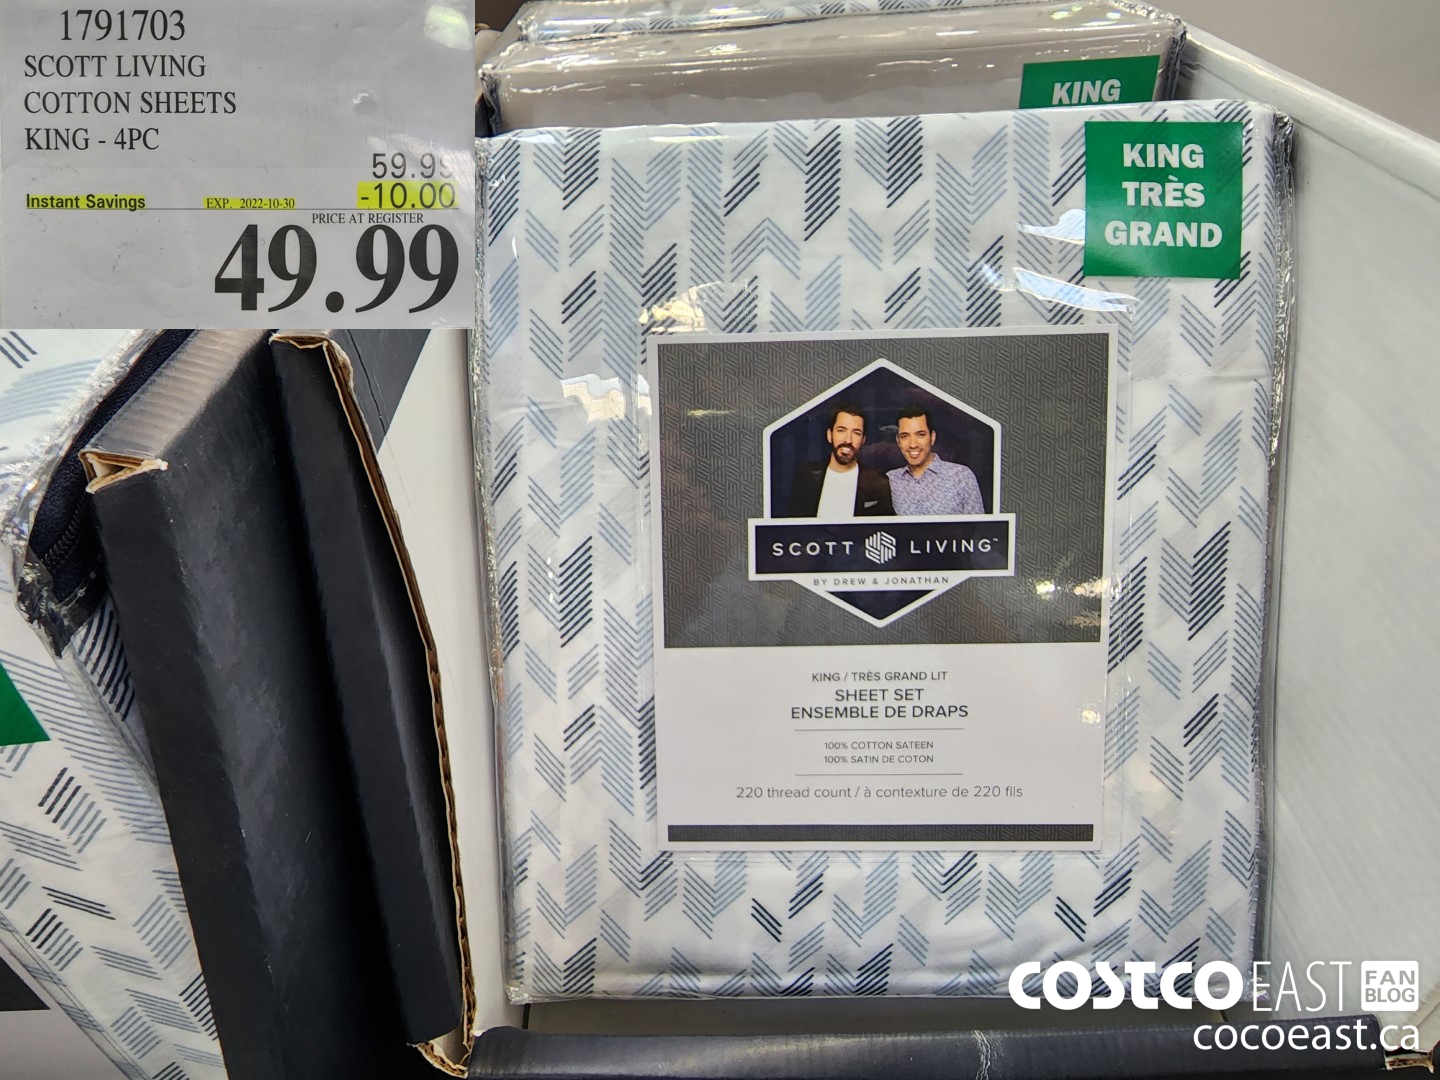 1791703
SCOTT LIVING
COTTON SHEETS
KING - 4PC
59.99
Instant Savings EXP. 2022-10-30 -10.00
PRICE AT REGISTER
49.99
KING
KING
TRÈS
GRAND
SCOTT LIVING™
BY DREW & JONATHAN
KING / TRÈS GRAND LIT
SHEET SET
ENSEMBLE DE DRAPS
100% COTTON SATEEN
100% SATIN DE COTON
220 thread count / à contexture de 220 fils
COSTCO EAST FAN BLOG
cocoeast.ca